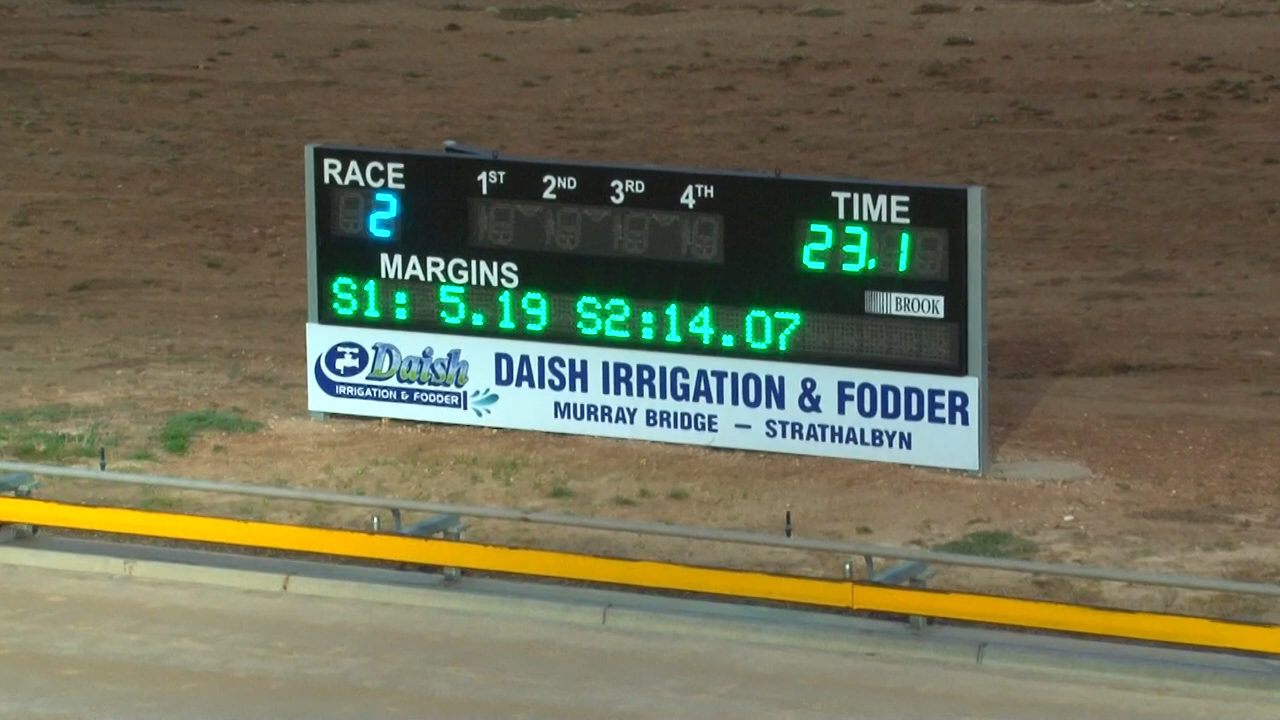 RACE 1ST 2ND 3RD 4TH TIME
2 23.1
MARGINS
S1: 5.19 S2:14.07
BROOK
Daish
IRRIGATION & FODDER
DAISH IRRIGATION & FODDER
MURRAY BRIDGE – STRATHALBYN